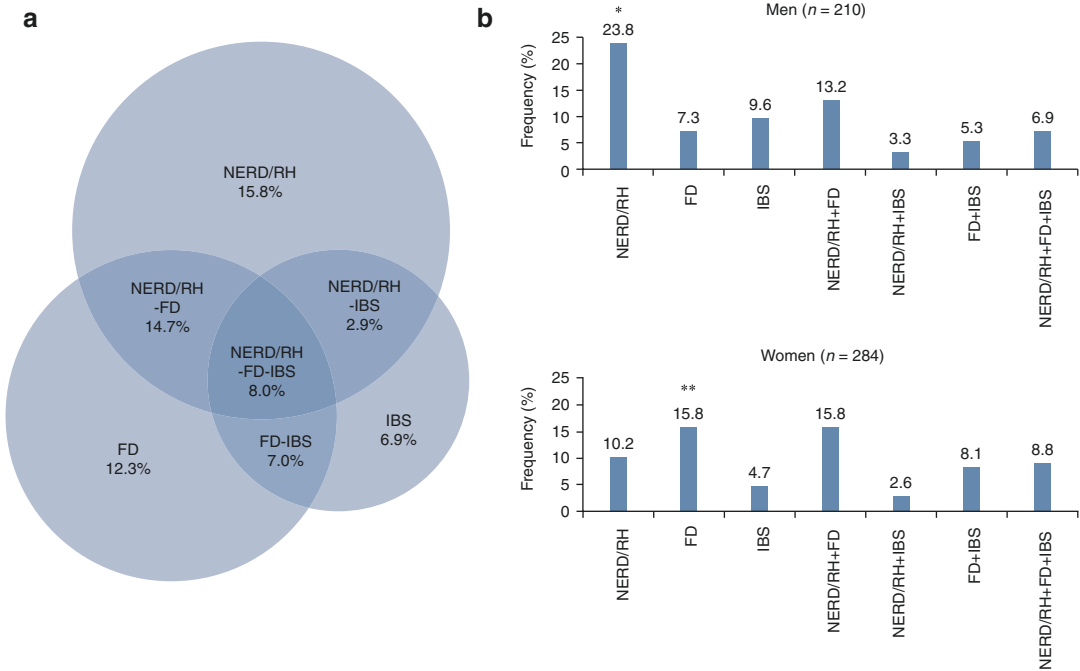 a
NERD/RH
15.8%
NERD/RH
-FD
14.7%
NERD/RH
-IBS
2.9%
NERD/RH
-FD-IBS
8.0%
FD
12.3%
FD-IBS
7.0%
IBS
6.9%
b
Men (n = 210)
Frequency (%)
25
20
15
10
5
0
*
23.8
7.3
9.6
13.2
3.3
5.3
6.9
NERD/RH
FD
IBS
NERD/RH+FD
NERD/RH+IBS
FD+IBS
NERD/RH+FD+IBS
Women (n = 284)
Frequency (%)
25
20
15
10
5
0
**
10.2
15.8
4.7
15.8
2.6
8.1
8.8
NERD/RH
FD
IBS
NERD/RH+FD
NERD/RH+IBS
FD+IBS
NERD/RH+FD+IBS